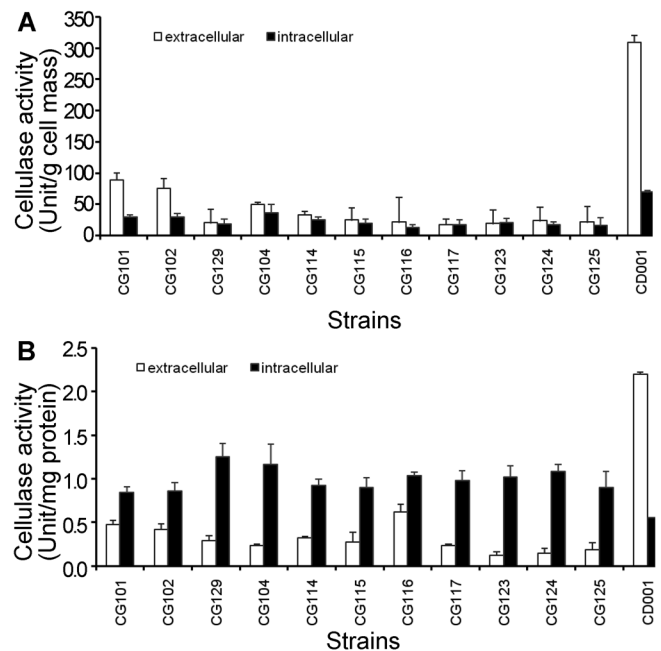 A
350
300
250
200
150
100
50
0
Cellulase activity
(Unit/g cell mass)
extracellular intracellular
CG101 CG102 CG129 CG104 CG114 CG115 CG116 CG117 CG123 CG124 CG125 CD001
Strains
B
2.5
2.0
1.5
1.0
0.5
0.0
Cellulase activity
(Unit/mg protein)
extracellular intracellular
CG101 CG102 CG129 CG104 CG114 CG115 CG116 CG117 CG123 CG124 CG125 CD001
Strains